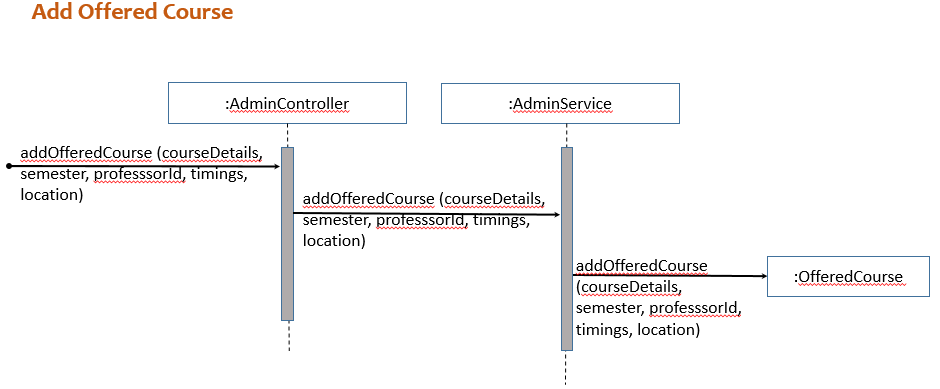 Add Offered Course
:AdminController
:AdminService
addOfferedCourse (courseDetails,
semester, professsorId, timings,
location)
addOfferedCourse (courseDetails,
semester, professsorId, timings,
location)
addOfferedCourse
(courseDetails,
semester, professsorId,
timings, location)
:OfferedCourse